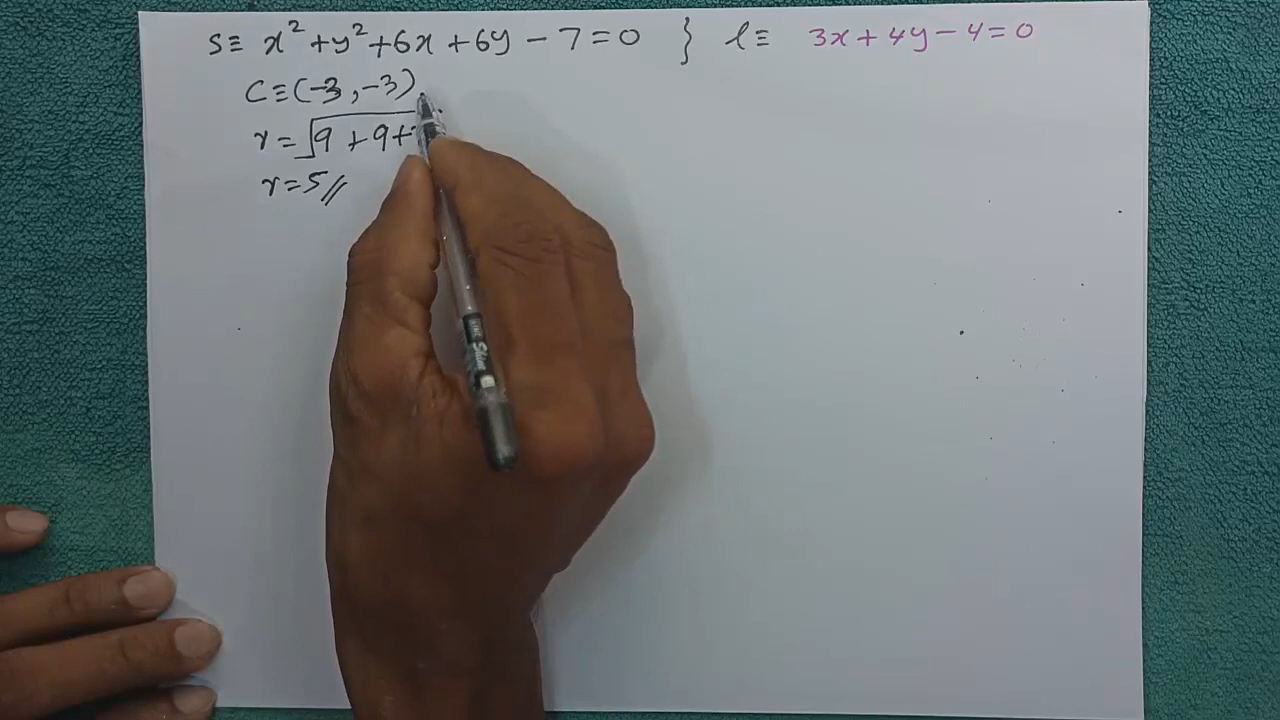 S≡ x²+y²+6x+6y-7=0 } l≡ 3x+4y-4=0
C≡(-3,-3)
r=√9+9+
r=5//